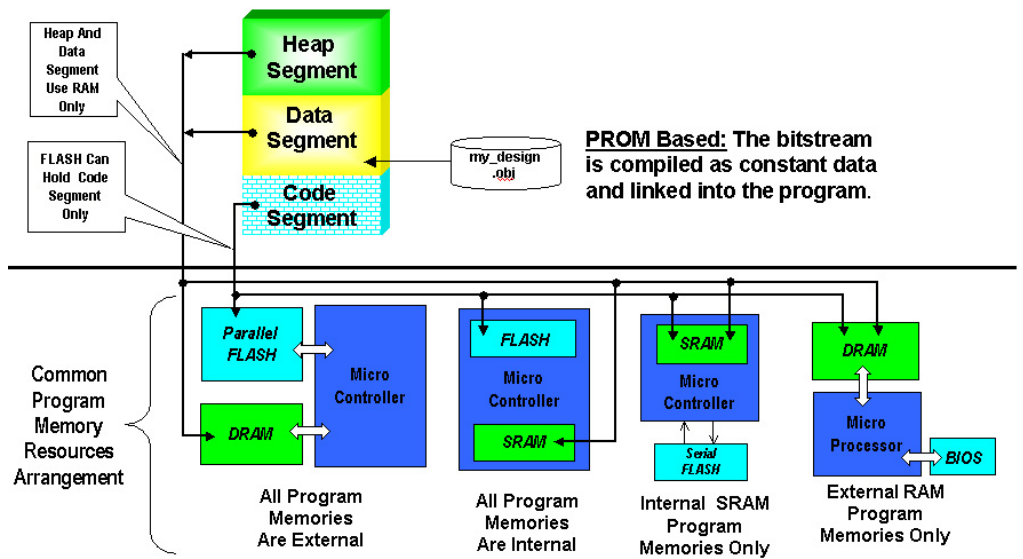 Heap And
Data
Segment
Use RAM
Only
FLASH Can
Hold Code
Segment
Only
Heap
Segment
Data
Segment
Code
Segment
my_design
.obj
PROM Based: The bitstream
is compiled as constant data
and linked into the program.
Common
Program
Memory
Resources
Arrangement
Parallel
FLASH
DRAM
Micro
Controller
All Program
Memories
Are External
FLASH
Micro
Controller
SRAM
All Program
Memories
Are Internal
SRAM
Micro
Controller
Serial
FLASH
Internal SRAM
Program
Memories Only
DRAM
Micro
Processor
BIOS
External RAM
Program
Memories Only